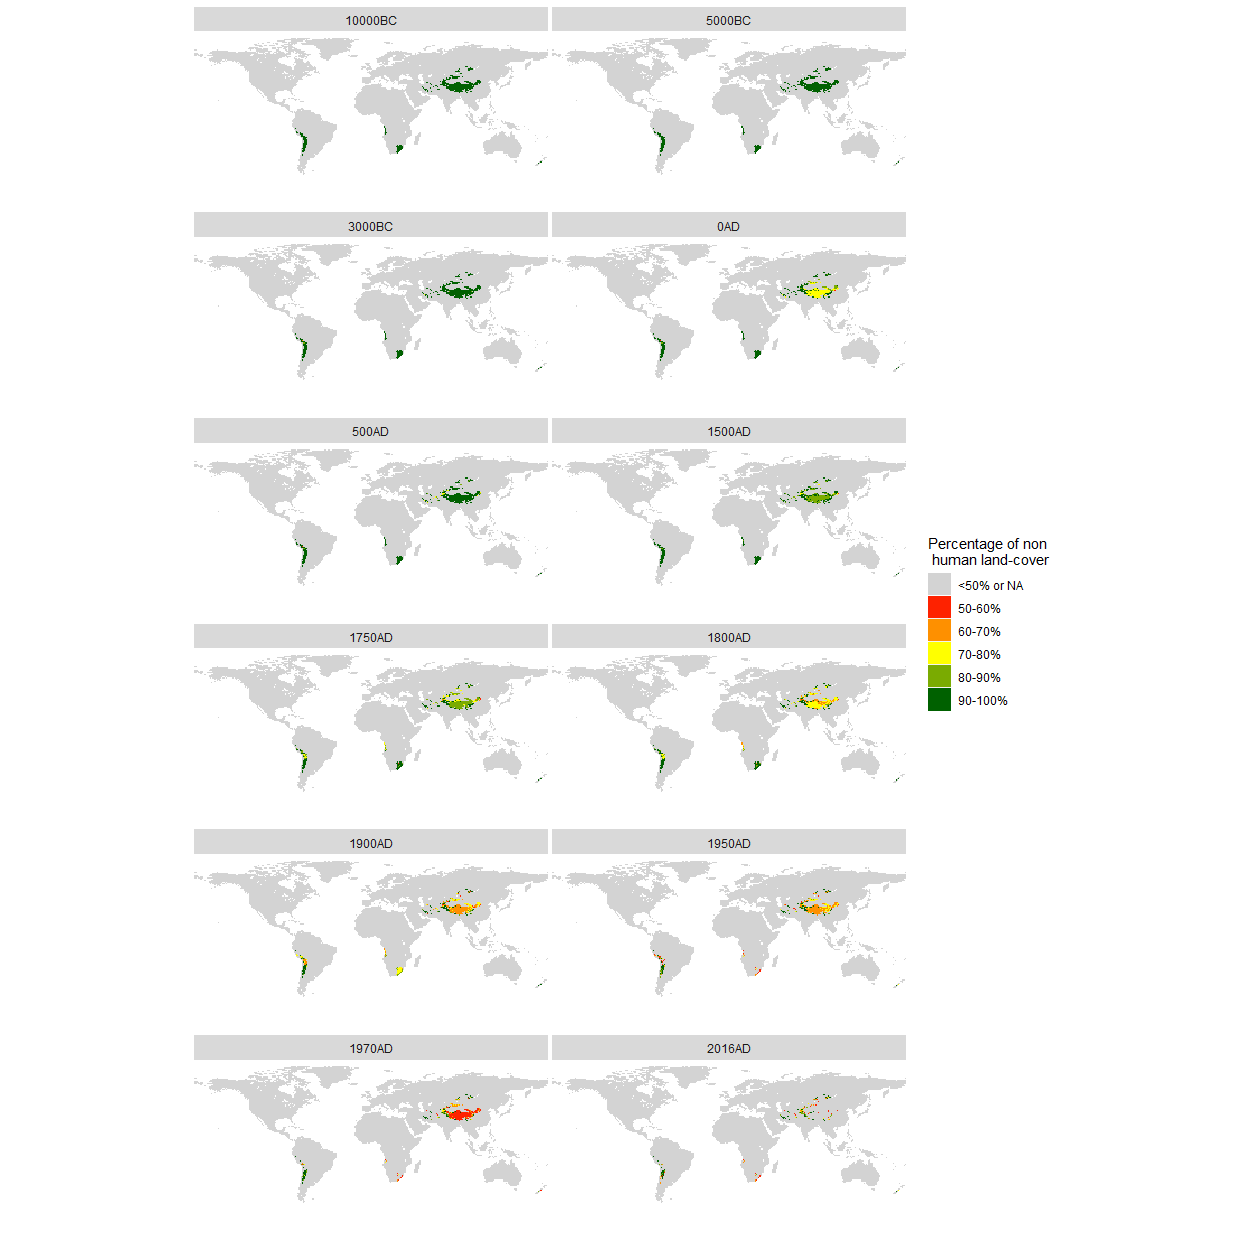 10000BC
5000BC
3000BC
0AD
500AD
1500AD
1750AD
1800AD
1900AD
1950AD
1970AD
2016AD
Percentage of non
human land-cover
<50% or NA
50-60%
60-70%
70-80%
80-90%
90-100%